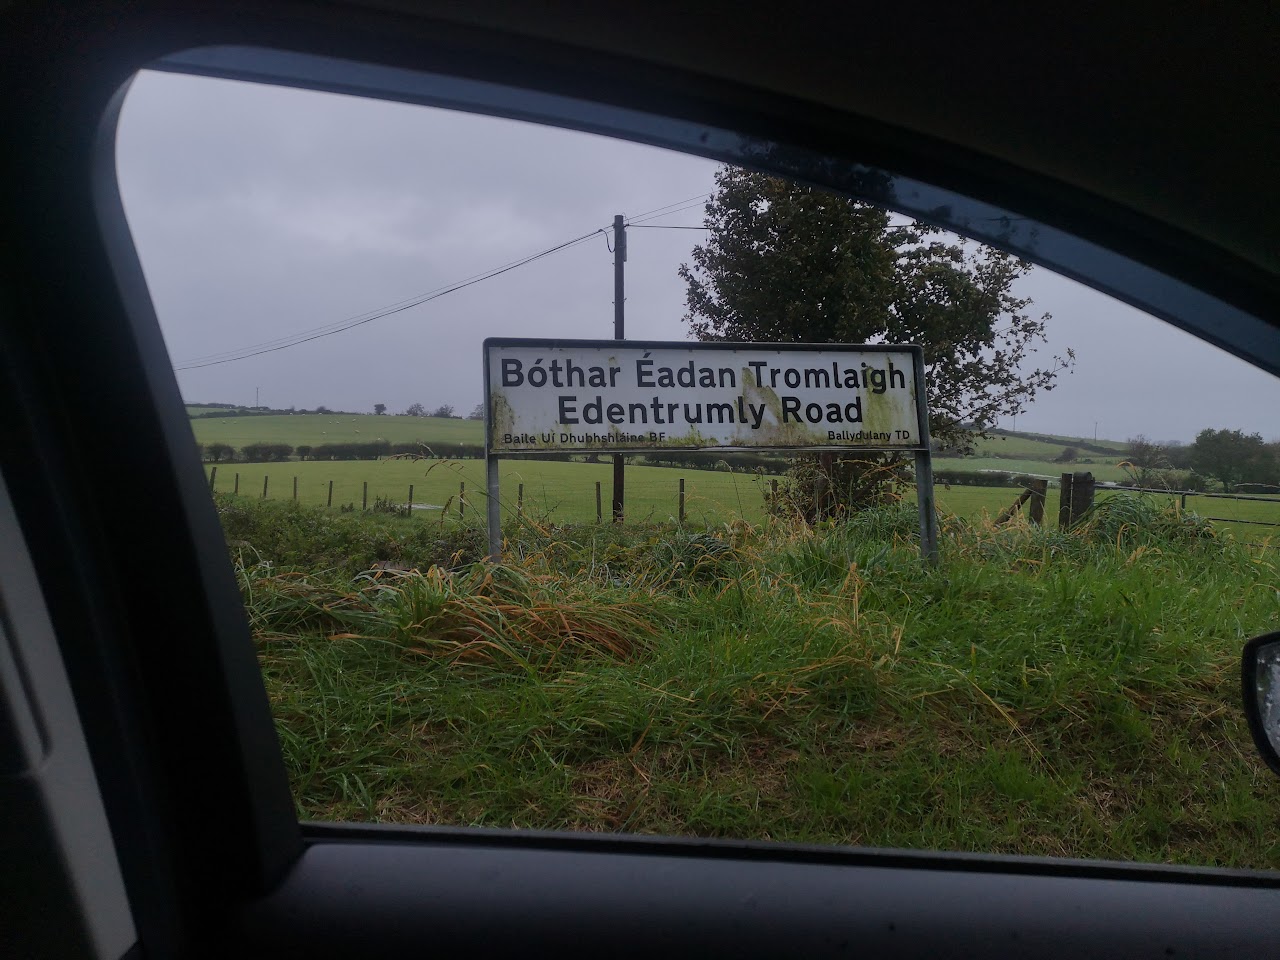 Bóthar Éadan Tromlaigh
Edentrumly Road
Baile Uí Dhubhshláine BF Ballydulany TD